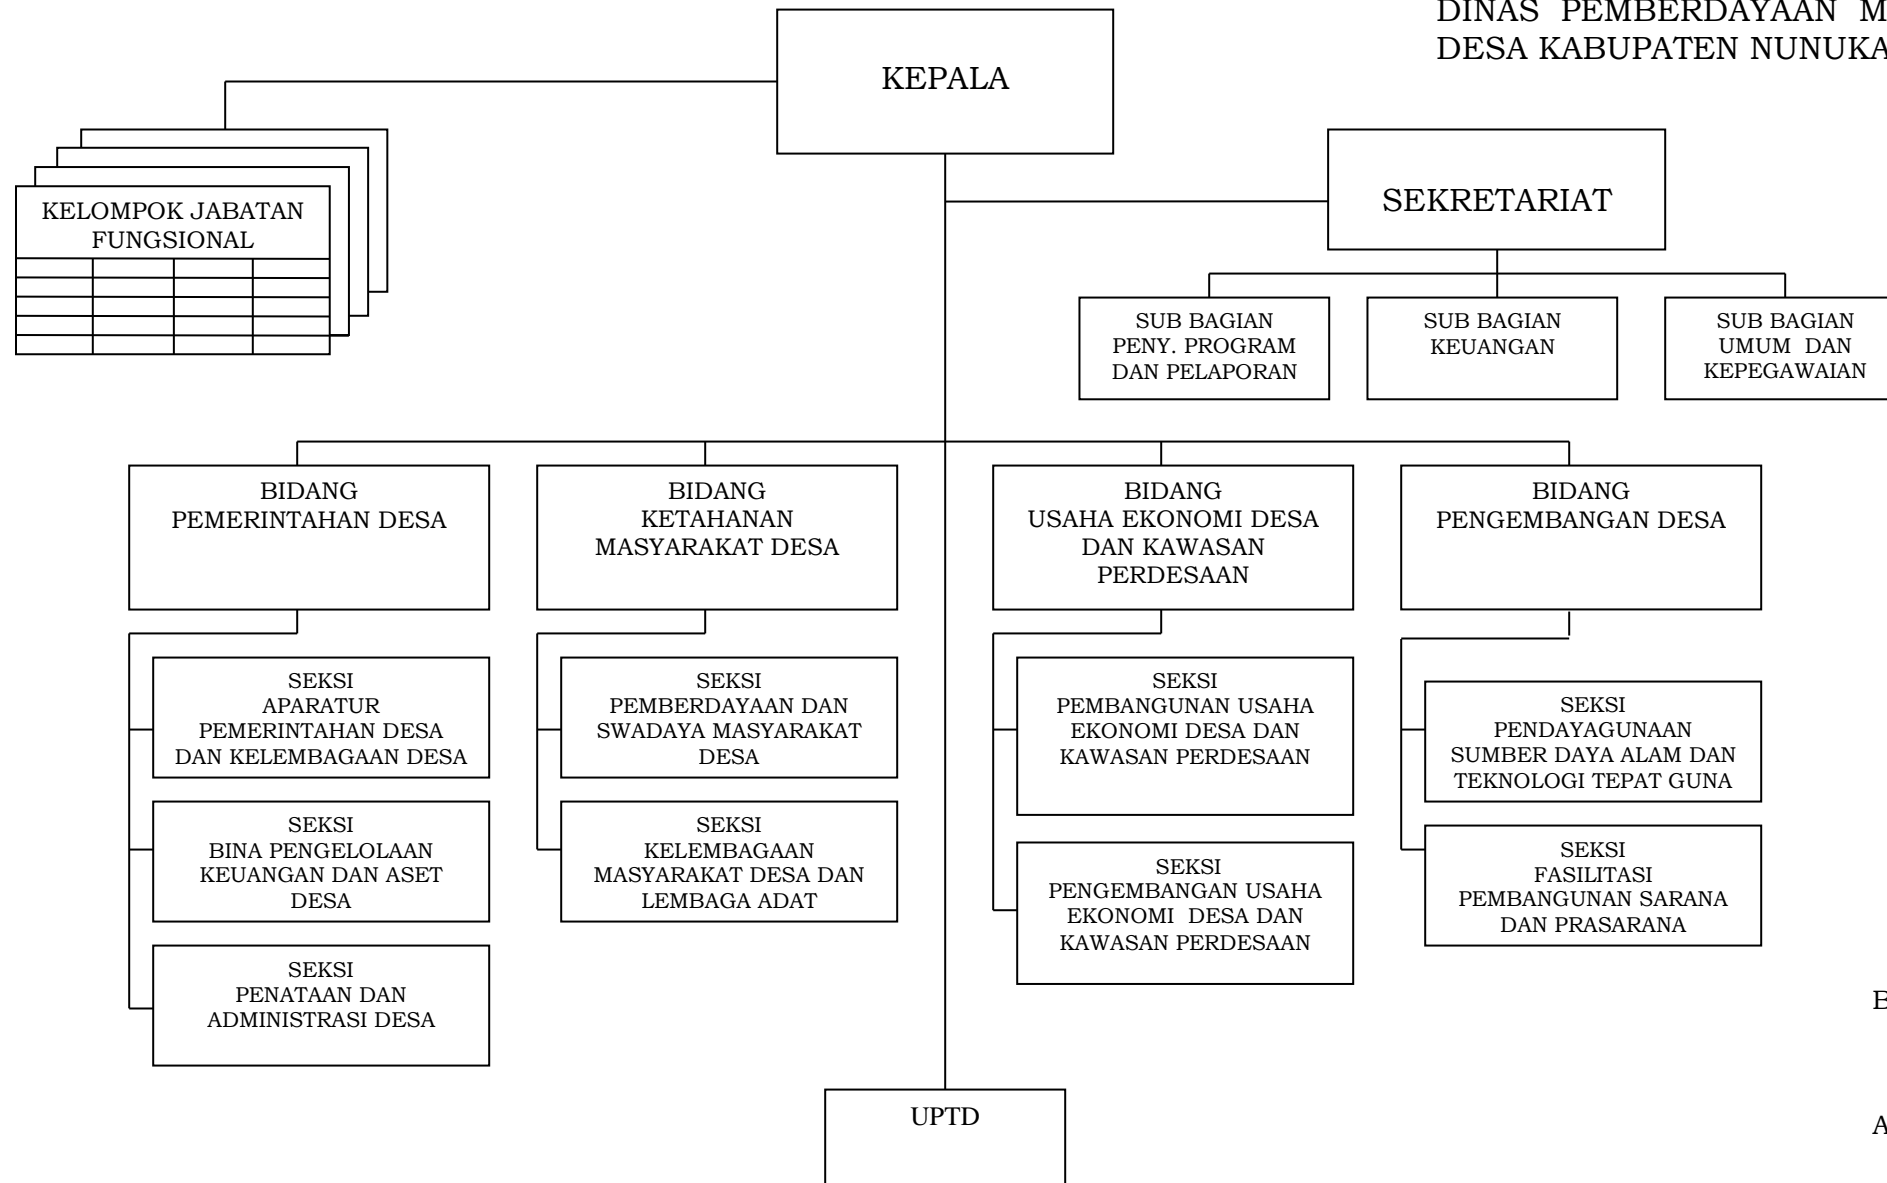 DINAS PEMBERDAYAAN
DESA KABUPATEN
KEPALA
SEKRETARIAT
KELOMPOK JABATAN
FUNGSIONAL
SUB BAGIAN
PENY. PROGRAM
DAN PELAPORAN
SUB BAGIAN
KEUANGAN
SUB BAGIAN
UMUM DAN
KEPEGAWAIAN
BIDANG
PEMERINTAHAN DESA
BIDANG
KETAHANAN
MASYARAKAT DESA
BIDANG
USAHA EKONOMI DESA
DAN KAWASAN
PERDESAAN
BIDANG
PENGEMBANGAN DESA
SEKSI
APARATUR
PEMERINTAHAN DESA
DAN KELEMBAGAAN DESA
SEKSI
BINA PENGELOLAAN
KEUANGAN DAN ASET
DESA
SEKSI
PENATAAN DAN
ADMINISTRASI DESA
SEKSI
PEMBERDAYAAN DAN
SWADAYA MASYARAKAT
DESA
SEKSI
KELEMBAGAAN
MASYARAKAT DESA DAN
LEMBAGA ADAT
SEKSI
PEMBANGUNAN USAHA
EKONOMI DESA DAN
KAWASAN PERDESAAN
SEKSI
PENGEMBANGAN USAHA
EKONOMI DESA DAN
KAWASAN PERDESAAN
SEKSI
PENDAYAGUNAAN
SUMBER DAYA ALAM DAN
TEKNOLOGI TEPAT GUNA
SEKSI
FASILITASI
PEMBANGUNAN SARANA
DAN PRASARANA
UPTD